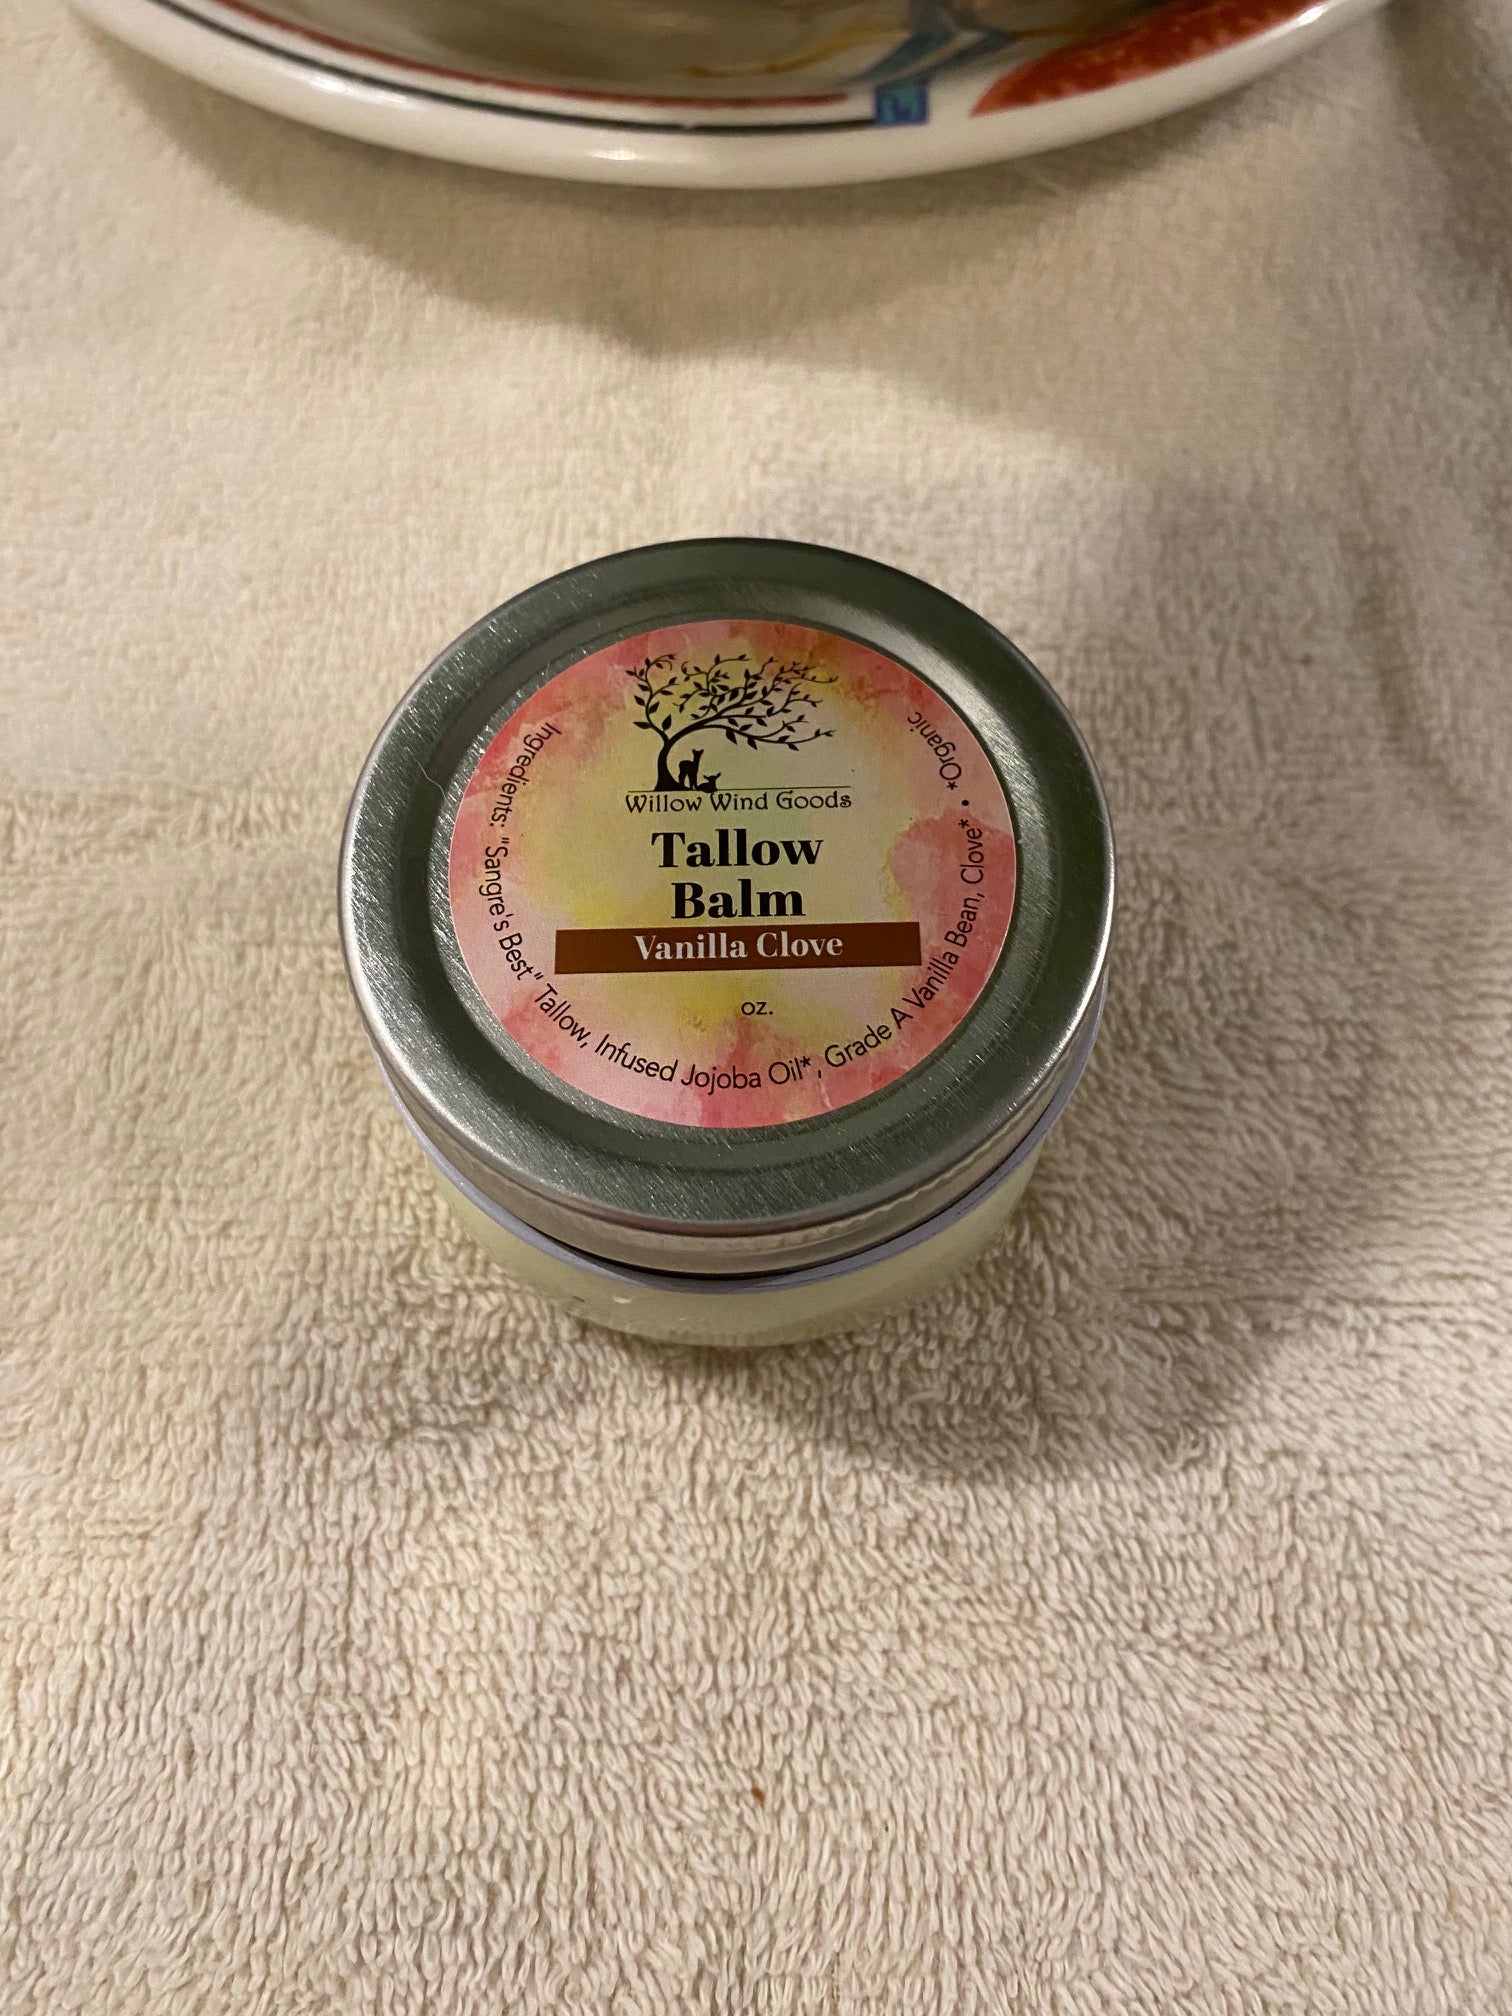 Willow Wind Goods
Tallow
Balm
Vanilla Clove
oz.
Ingredients: "Sangre's Best" Tallow, Infused Jojoba Oil*, Grade A Vanilla Bean, Clove* • *Organic